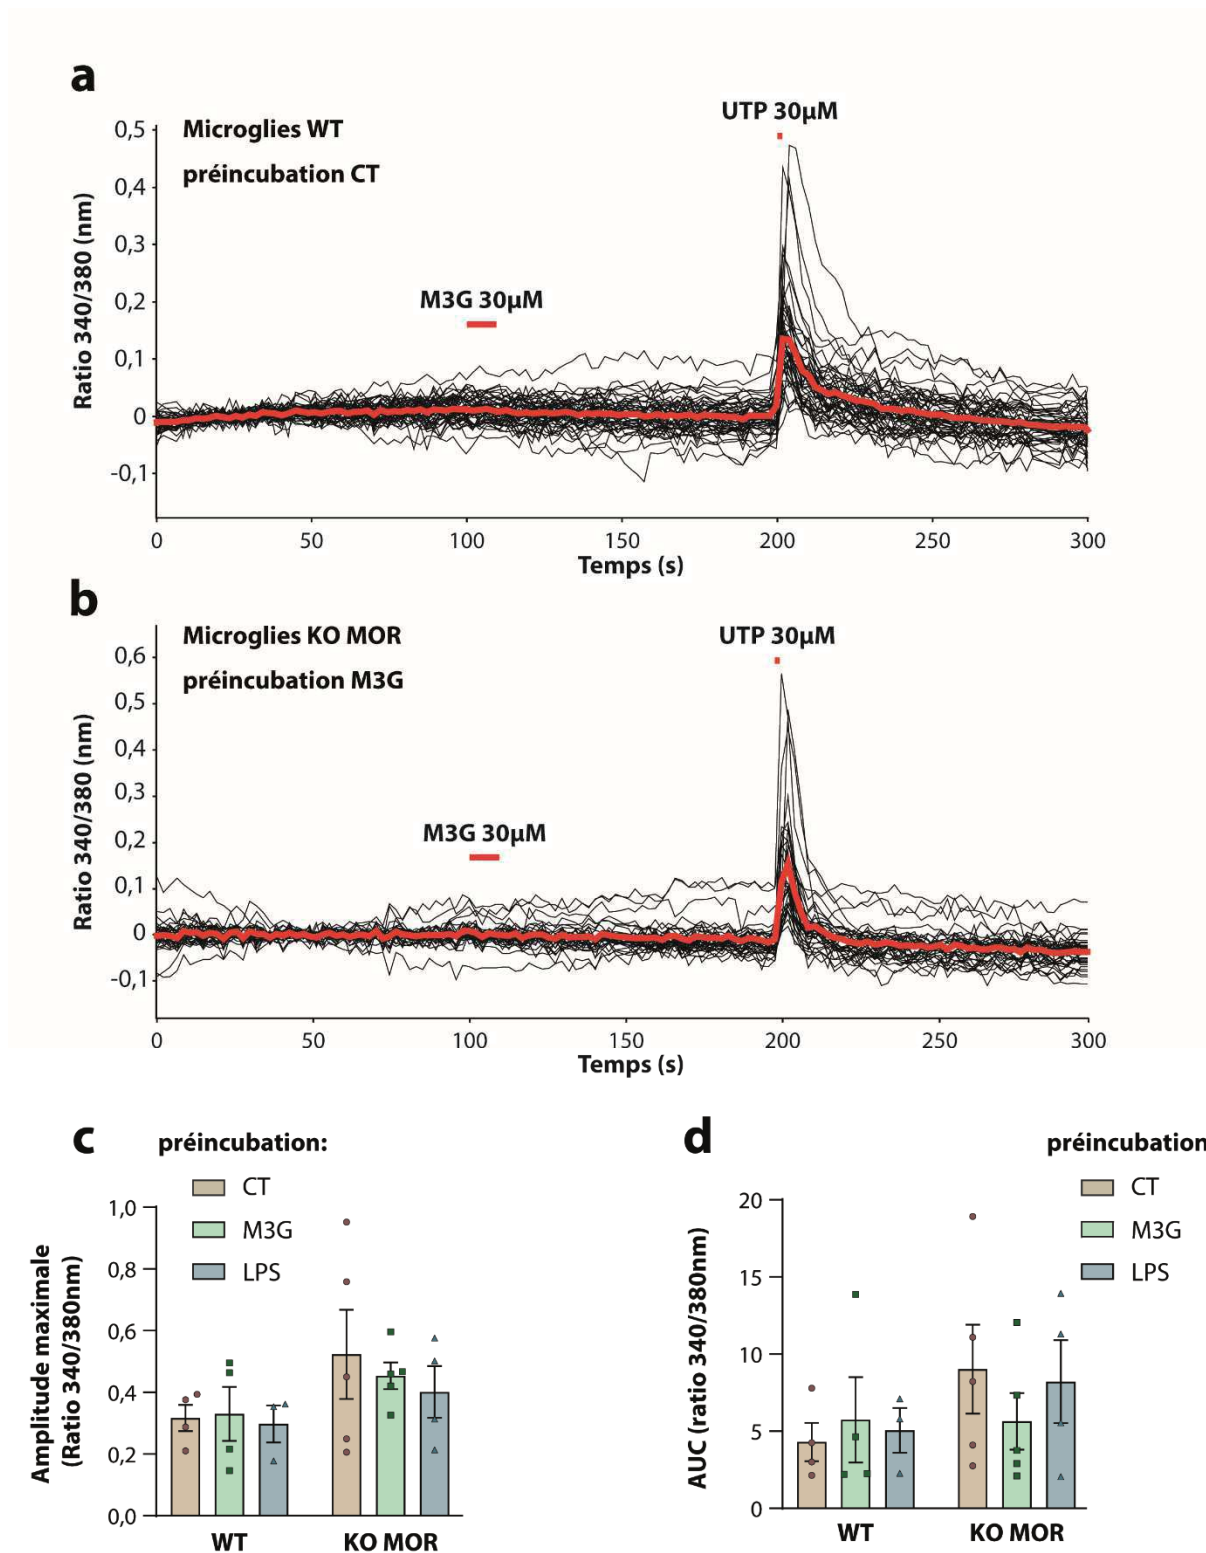 a
UTP 30µM
Microglies WT
préincubation CT
M3G 30µM
Ratio 340/380 (nm)
0,5
0,4
0,3
0,2
0,1
0
-0,1
0 50 100 150 200 250 300
Temps (s)
b
Microglies KO MOR
préincubation M3G
UTP 30µM
M3G 30µM
Ratio 340/380 (nm)
0,6
0,5
0,4
0,3
0,2
0,1
0
-0,1
0 50 100 150 200 250 300
Temps (s)
c
préincubation:
CT
M3G
LPS
Amplitude maximale
(Ratio 340/380nm)
1,0
0,8
0,6
0,4
0,2
0,0
WT KO MOR
d
préincubation
CT
M3G
LPS
AUC (ratio 340/380nm)
20
15
10
5
0
WT KO MOR